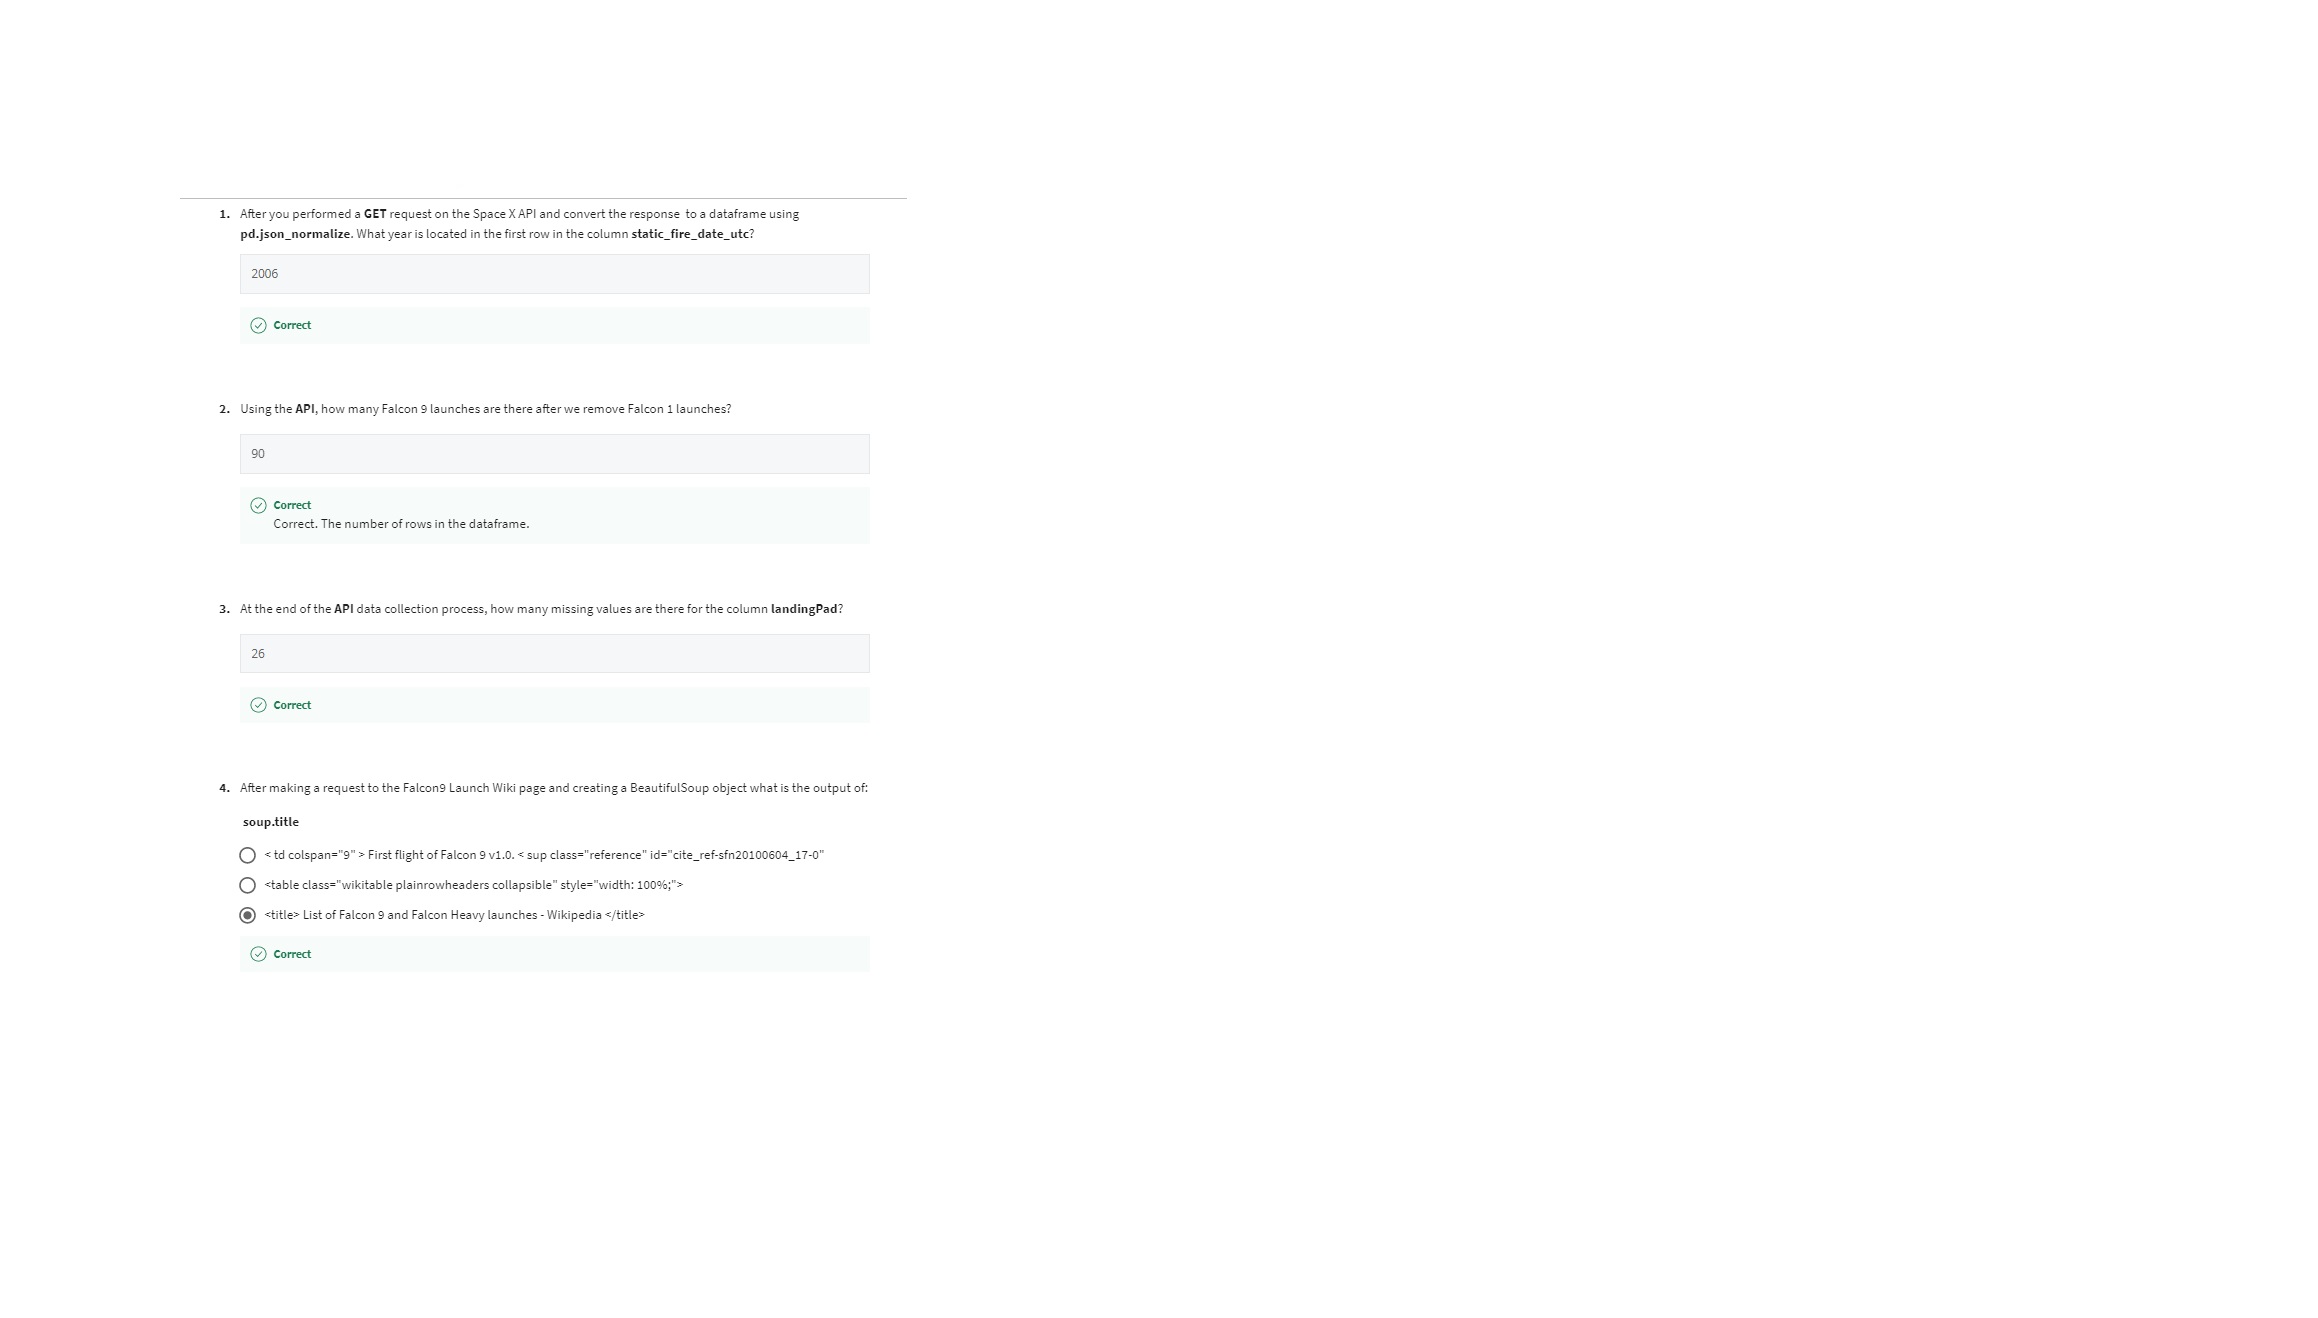 1. After you performed a GET request on the Space X API and convert the response to a dataframe using
pd.json_normalize. What year is located in the first row in the column static_fire_date_utc?
2006
Correct
2. Using the API, how many Falcon 9 launches are there after we remove Falcon 1 launches?
90
Correct
Correct. The number of rows in the dataframe.
3. At the end of the API data collection process, how many missing values are there for the column landingPad?
26
Correct
4. After making a request to the Falcon9 Launch Wiki page and creating a BeautifulSoup object what is the output of:
soup.title
< td colspan="9" > First flight of Falcon 9 v1.0. < sup class="reference" id="cite_ref-sfn20100604_17-0"
<table class="wikitable plainrowheaders collapsible" style="width: 100%;">
<title> List of Falcon 9 and Falcon Heavy launches - Wikipedia </title>
Correct